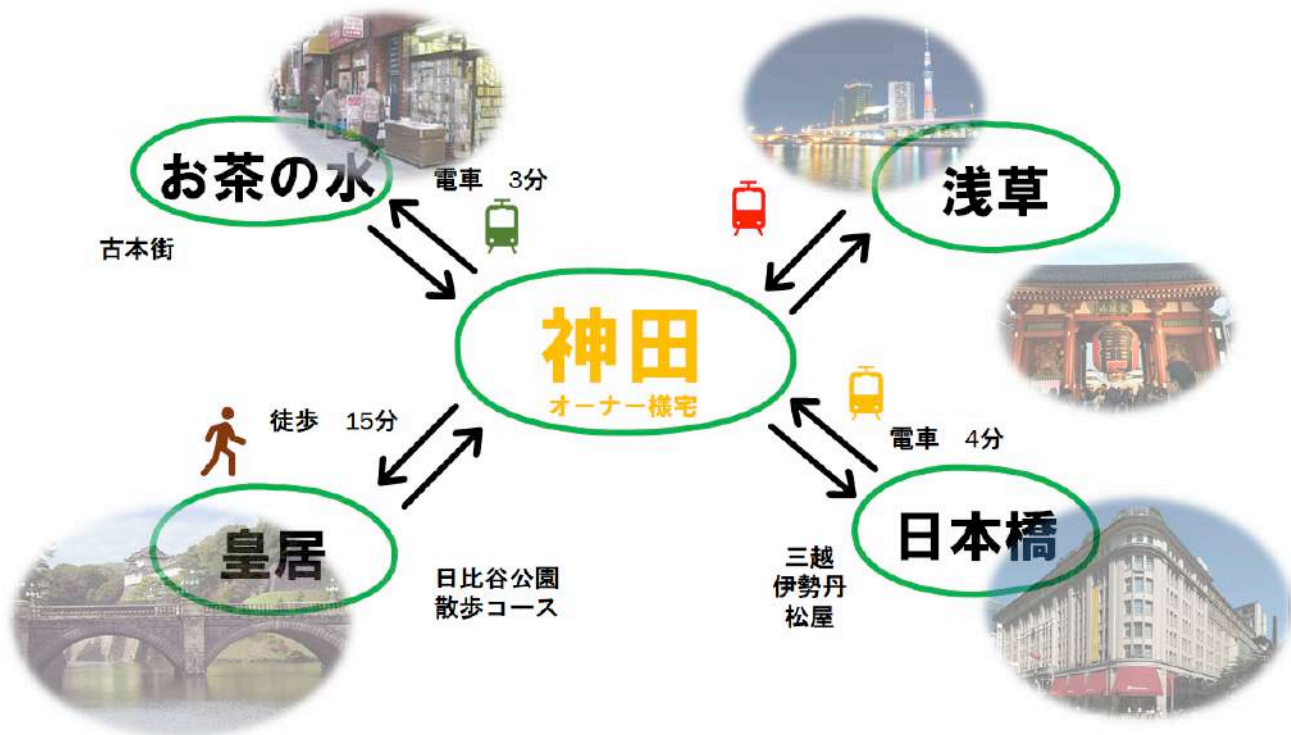 お茶の水
電車 3分
古本街
浅草
神田
オーナー様宅
徒歩 15分
皇居
日比谷公園
散歩コース
電車 4分
日本橋
三越
伊勢丹
松屋